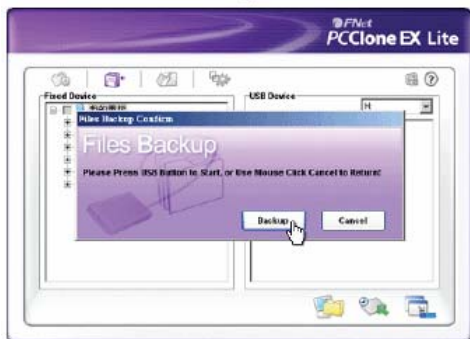 FNet
PCClone EX Lite
Fixed Device
USB Device
H
Files Backup Confirm
Files Backup
Please Press USB Button to Start, or Use Mouse Click Cancel to Return!
Backup
Cancel